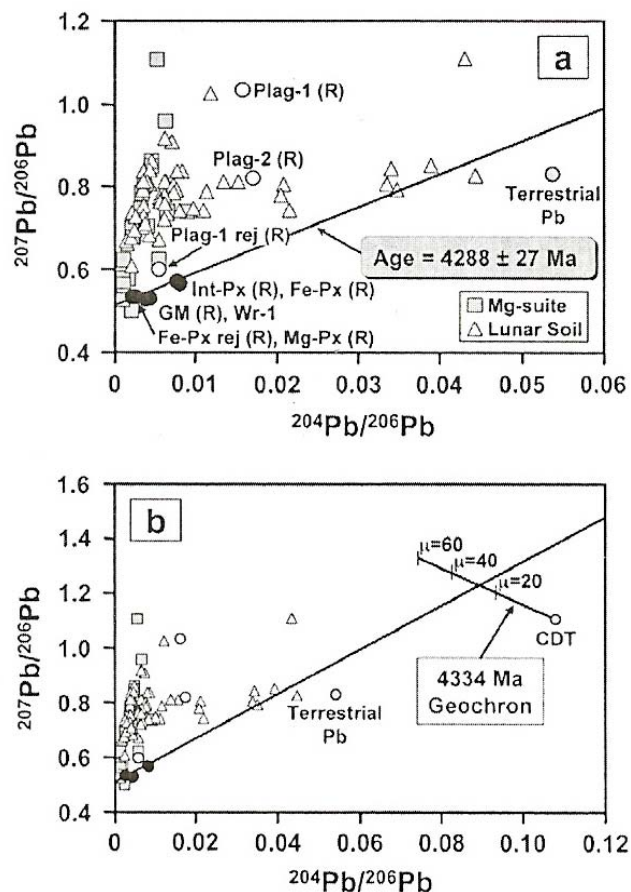 1.2
a
Plag-1 (R)
1.0
Plag-2 (R)
0.8
Terrestrial
Pb
Plag-1 rej (R)
Age = 4288 ± 27 Ma
0.6
Int-Px (R), Fe-Px (R)
GM (R), Wr-1
Fe-Px rej (R), Mg-Px (R)
Mg-suite
Lunar Soil
0.4
0 0.01 0.02 0.03 0.04 0.05 0.06
²⁰⁷Pb/²⁰⁶Pb
²⁰⁴Pb/²⁰⁶Pb
1.6
b
1.4
μ=60
μ=40
μ=20
1.2
CDT
1.0
4334 Ma
Geochron
0.8
Terrestrial
Pb
0.6
0.4
0 0.02 0.04 0.06 0.08 0.10 0.12
²⁰⁷Pb/²⁰⁶Pb
²⁰⁴Pb/²⁰⁶Pb